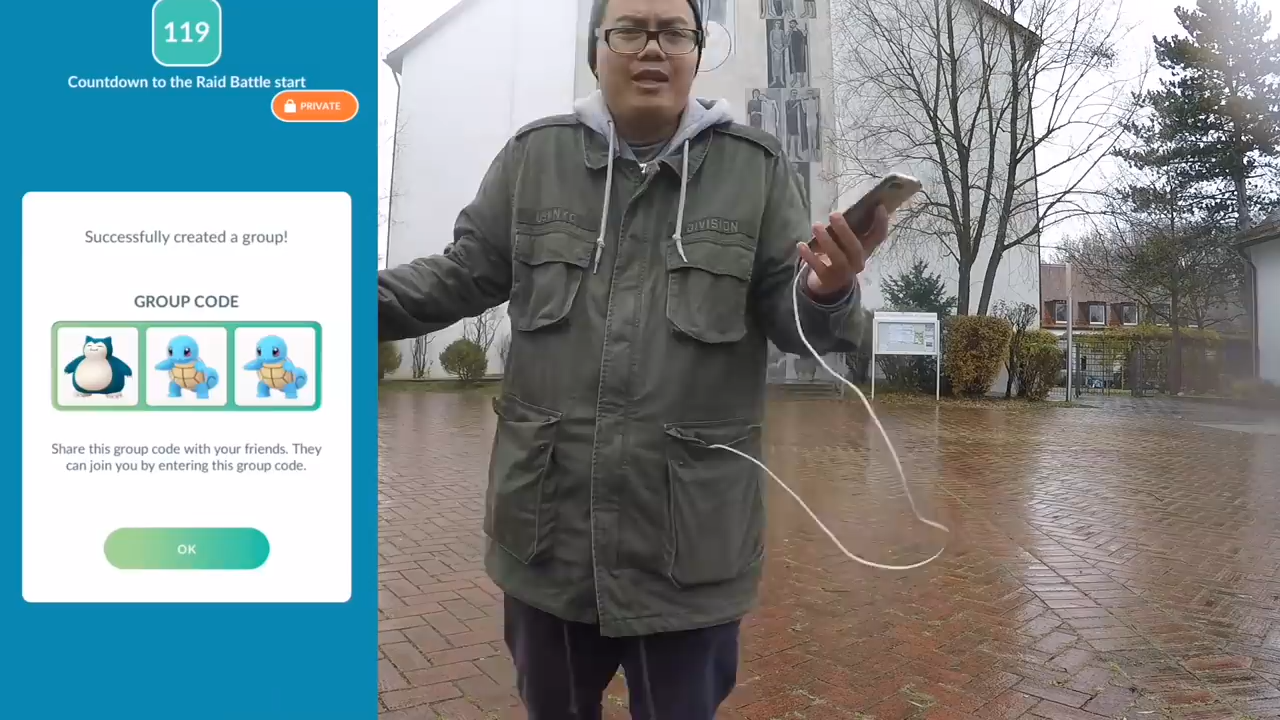 119
Countdown to the Raid Battle start
PRIVATE
Successfully created a group!
GROUP CODE
Share this group code with your friends. They
can join you by entering this group code.
OK
DIVISION